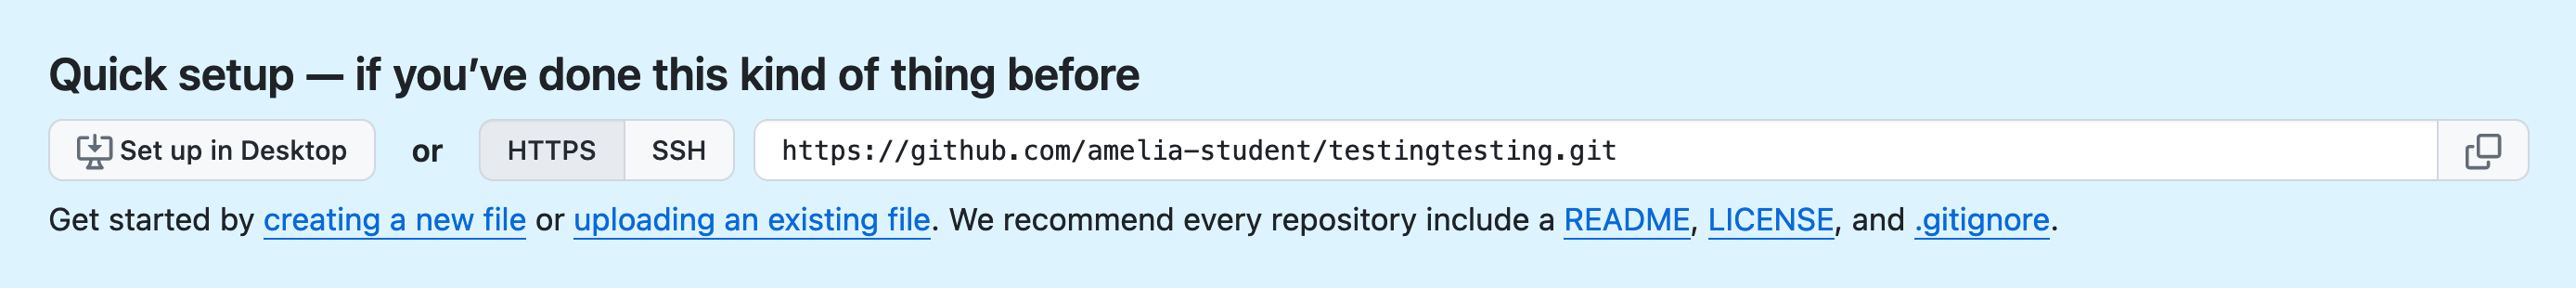 Quick setup — if you’ve done this kind of thing before
Set up in Desktop or HTTPS SSH https://github.com/amelia-student/testingtesting.git
Get started by creating a new file or uploading an existing file. We recommend every repository include a README, LICENSE, and .gitignore.